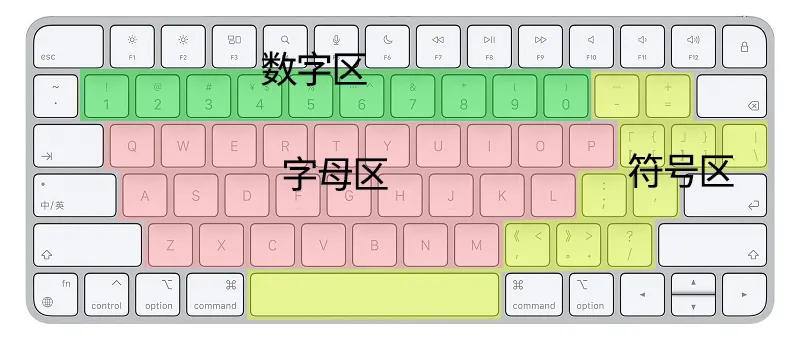 esc F1 F2 F3 F5 F6 F7 F8 F9 F10 F11 F12
数字区
~ · ! 1 @ 2 # 3 ¥ 4 5 ^ 6 & 7 * 8 ( 9 ) 0 - + =
Q W E R T Y U I O P 「 { 」 } | \
字母区
符号区
• 中/英 A S D F G H J K L : ; ,
Z X C V B N M 《 < , 》 > 。 . ? /
fn control ⌥ option ⌘ command ⌘ command ⌥ option